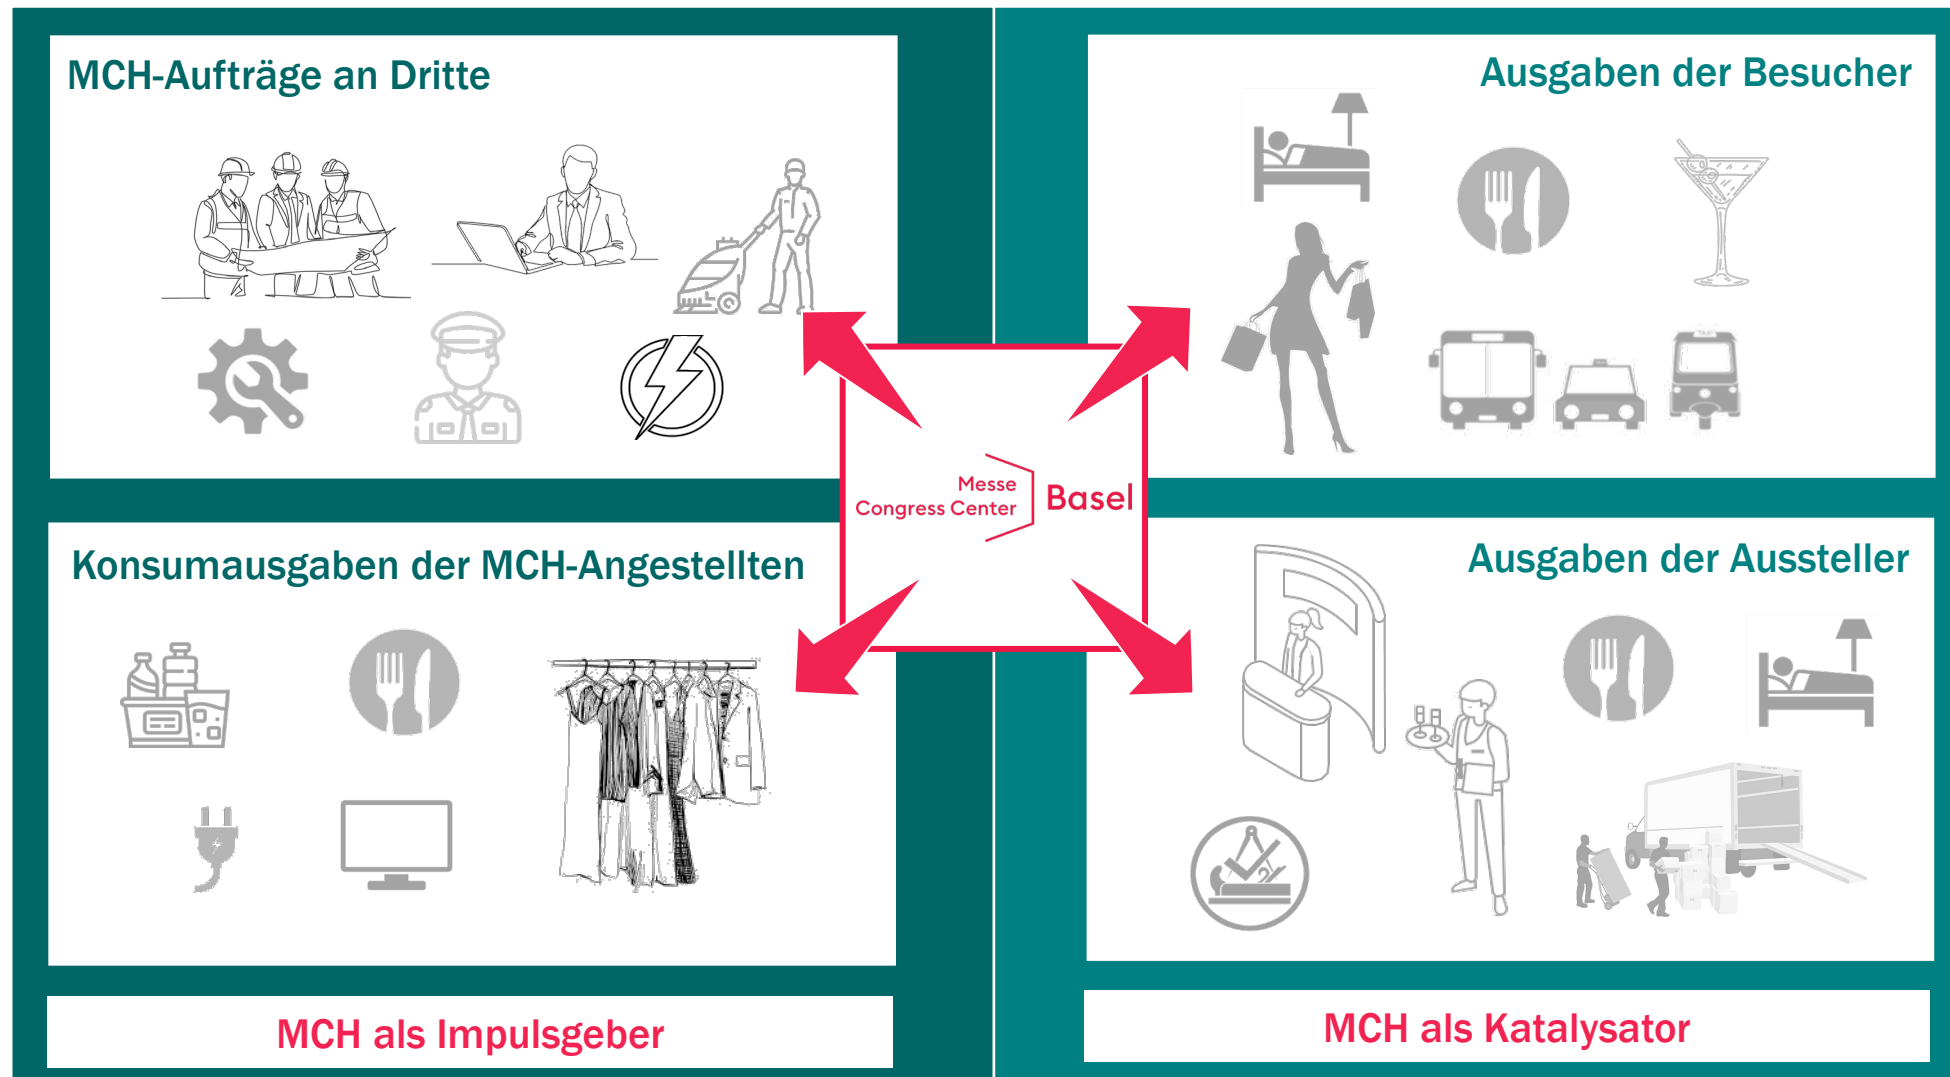 MCH-Aufträge an Dritte
Ausgaben der Besucher
Messe
Congress Center
Basel
Konsumausgaben der MCH-Angestellten
Ausgaben der Aussteller
MCH als Impulsgeber
MCH als Katalysator